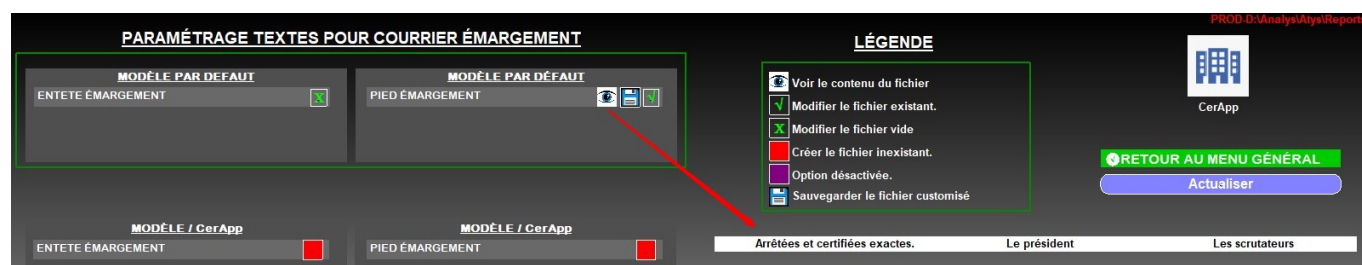 PROD-D:\Analys\Atys\Report
PARAMÉTRAGE TEXTES POUR COURRIER ÉMARGEMENT
MODÈLE PAR DEFAUT
ENTETE ÉMARGEMENT
X
MODÈLE PAR DÉFAUT
PIED ÉMARGEMENT
√
MODÈLE / CerApp
ENTETE ÉMARGEMENT
MODÈLE / CerApp
PIED ÉMARGEMENT
LÉGENDE
Voir le contenu du fichier
√ Modifier le fichier existant.
X Modifier le fichier vide
Créer le fichier inexistant.
Option désactivée.
Sauvegarder le fichier customisé
CerApp
RETOUR AU MENU GÉNÉRAL
Actualiser
Arrêtées et certifiées exactes. Le président Les scrutateurs